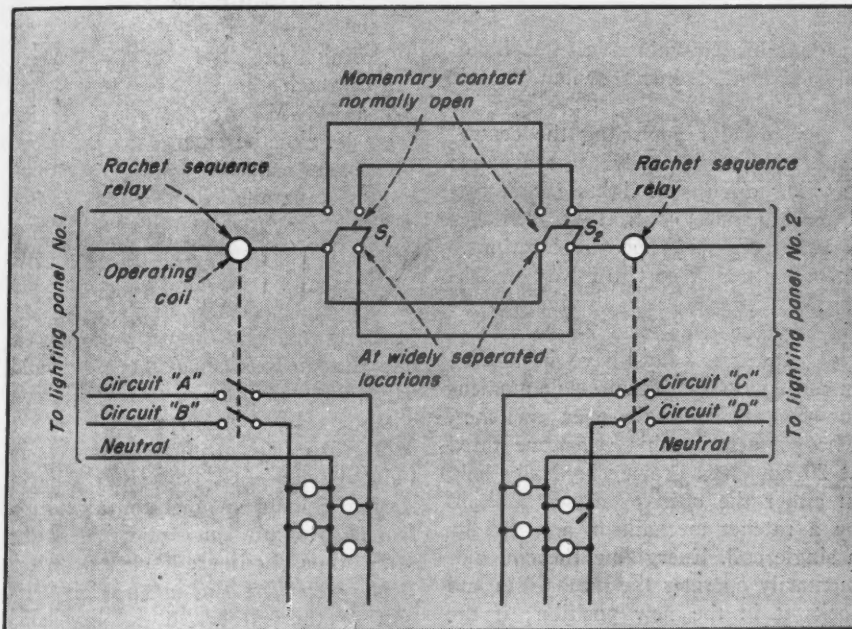 Momentary contact
normally open
Rachet sequence
relay
Rachet sequence
relay
S1
S2
Operating
coil
To lighting panel No. 1
To lighting panel No. 2
At widely seperated
locations
Circuit "A"
Circuit "C"
Circuit "B"
Circuit "D"
Neutral
Neutral